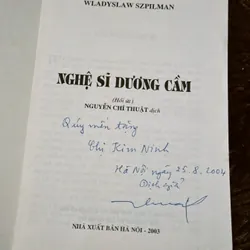 WLADYSLAW SZPILMAN
NGHỆ SĨ DƯƠNG CẦM
(Hồi ức)
NGUYỄN CHÍ THUẬT dịch
Quý mến tặng
Chị Kim Ninh
Hà Nội ngày 25.8.2004
Dịch giả
NHÀ XUẤT BẢN HÀ NỘI - 2003